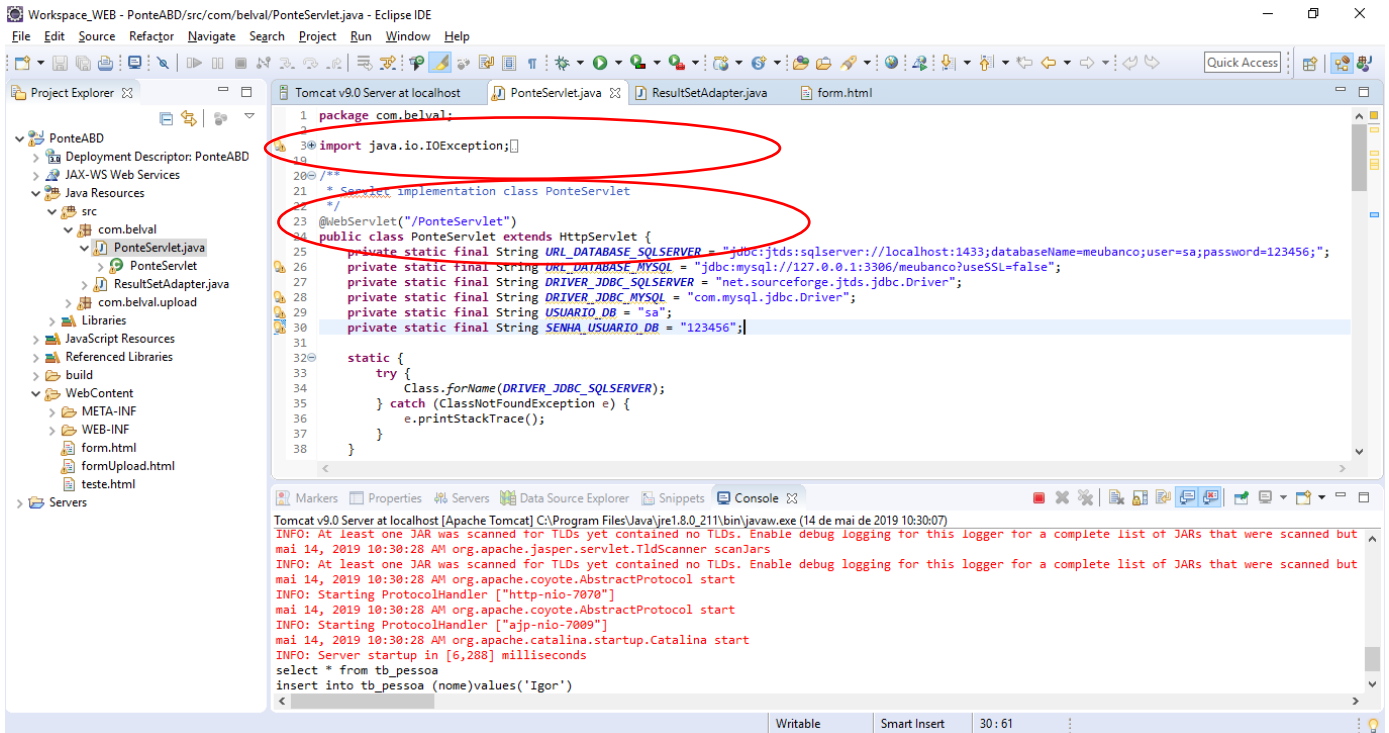 Workspace_WEB - PonteABD/src/com/belval/PonteServlet.java - Eclipse IDE
File Edit Source Refactor Navigate Search Project Run Window Help
Quick Access
Project Explorer
PonteABD
Deployment Descriptor: PonteABD
JAX-WS Web Services
Java Resources
src
com.belval
PonteServlet.java
PonteServlet
ResultSetAdapter.java
com.belval.upload
Libraries
JavaScript Resources
Referenced Libraries
build
WebContent
META-INF
WEB-INF
form.html
formUpload.html
teste.html
Servers
Tomcat v9.0 Server at localhost PonteServlet.java ResultSetAdapter.java form.html
1 package com.belval;
2
3 import java.io.IOException;
19
20 /**
21 * Servlet implementation class PonteServlet
22 */
23 @WebServlet("/PonteServlet")
24 public class PonteServlet extends HttpServlet {
25 private static final String URL_DATABASE_SQLSERVER = "jdbc:jtds:sqlserver://localhost:1433;databaseName=meubanco;user=sa;password=123456;";
26 private static final String URL_DATABASE_MYSQL = "jdbc:mysql://127.0.0.1:3306/meubanco?useSSL=false";
27 private static final String DRIVER_JDBC_SQLSERVER = "net.sourceforge.jtds.jdbc.Driver";
28 private static final String DRIVER_JDBC_MYSQL = "com.mysql.jdbc.Driver";
29 private static final String USUARIO_DB = "sa";
30 private static final String SENHA_USUARIO_DB = "123456";
31
32 static {
33 try {
34 Class.forName(DRIVER_JDBC_SQLSERVER);
35 } catch (ClassNotFoundException e) {
36 e.printStackTrace();
37 }
38 }
Markers Properties Servers Data Source Explorer Snippets Console
Tomcat v9.0 Server at localhost [Apache Tomcat] C:\Program Files\Java\jre1.8.0_211\bin\javaw.exe (14 de mai de 2019 10:30:07)
INFO: At least one JAR was scanned for TLDs yet contained no TLDs. Enable debug logging for this logger for a complete list of JARs that were scanned but
mai 14, 2019 10:30:28 AM org.apache.jasper.servlet.TldScanner scanJars
INFO: At least one JAR was scanned for TLDs yet contained no TLDs. Enable debug logging for this logger for a complete list of JARs that were scanned but
mai 14, 2019 10:30:28 AM org.apache.coyote.AbstractProtocol start
INFO: Starting ProtocolHandler ["http-nio-7070"]
mai 14, 2019 10:30:28 AM org.apache.coyote.AbstractProtocol start
INFO: Starting ProtocolHandler ["ajp-nio-7009"]
mai 14, 2019 10:30:28 AM org.apache.catalina.startup.Catalina start
INFO: Server startup in [6,288] milliseconds
select * from tb_pessoa
insert into tb_pessoa (nome)values('Igor')
Writable Smart Insert 30 : 61